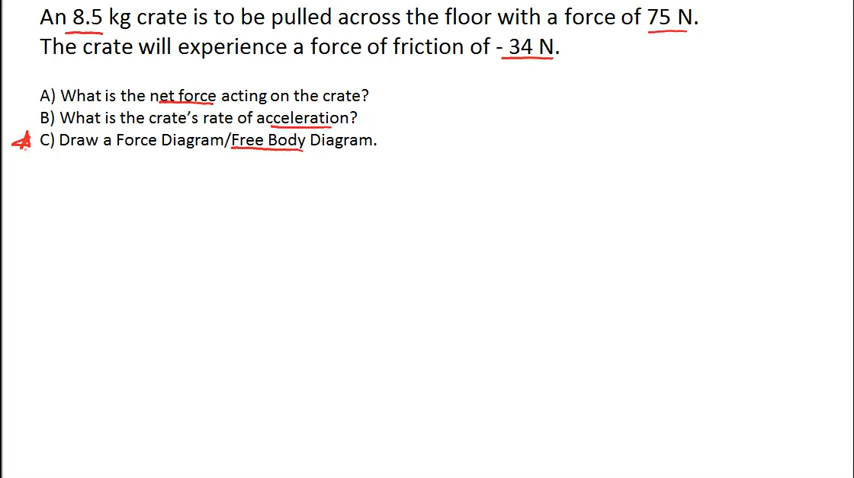 An 8.5 kg crate is to be pulled across the floor with a force of 75 N.
The crate will experience a force of friction of - 34 N.
A) What is the net force acting on the crate?
B) What is the crate's rate of acceleration?
C) Draw a Force Diagram/Free Body Diagram.